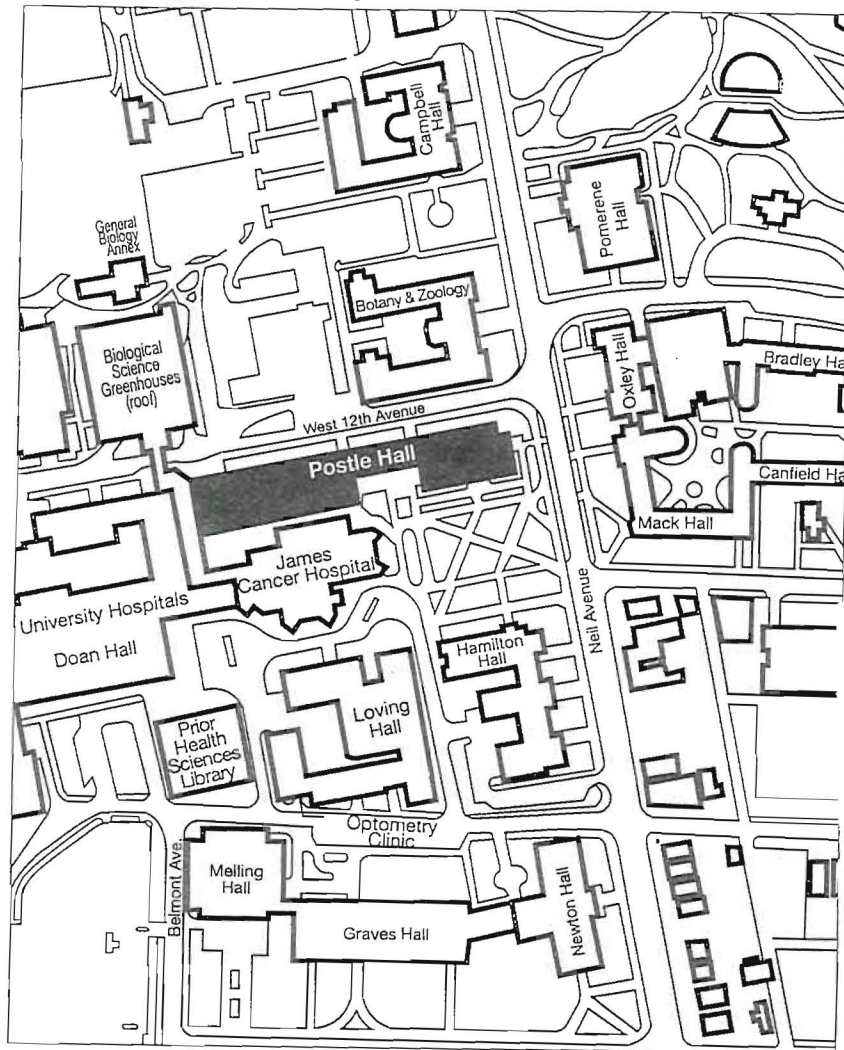 Campbell
Hall
Pomerene
Hall
General
Biology
Annex
Botany & Zoology
Biological
Science
Greenhouses
(roof)
Oxley Hall
Bradley Ha
West 12th Avenue
Postle Hall
Canfield Ha
Mack Hall
James
Cancer Hospital
University Hospitals
Doan Hall
Neil Avenue
Hamilton
Hall
Loving
Hall
Prior
Health
Sciences
Library
Optometry
Clinic
Belmont Ave.
Meiling
Hall
Graves Hall
Newton Hall